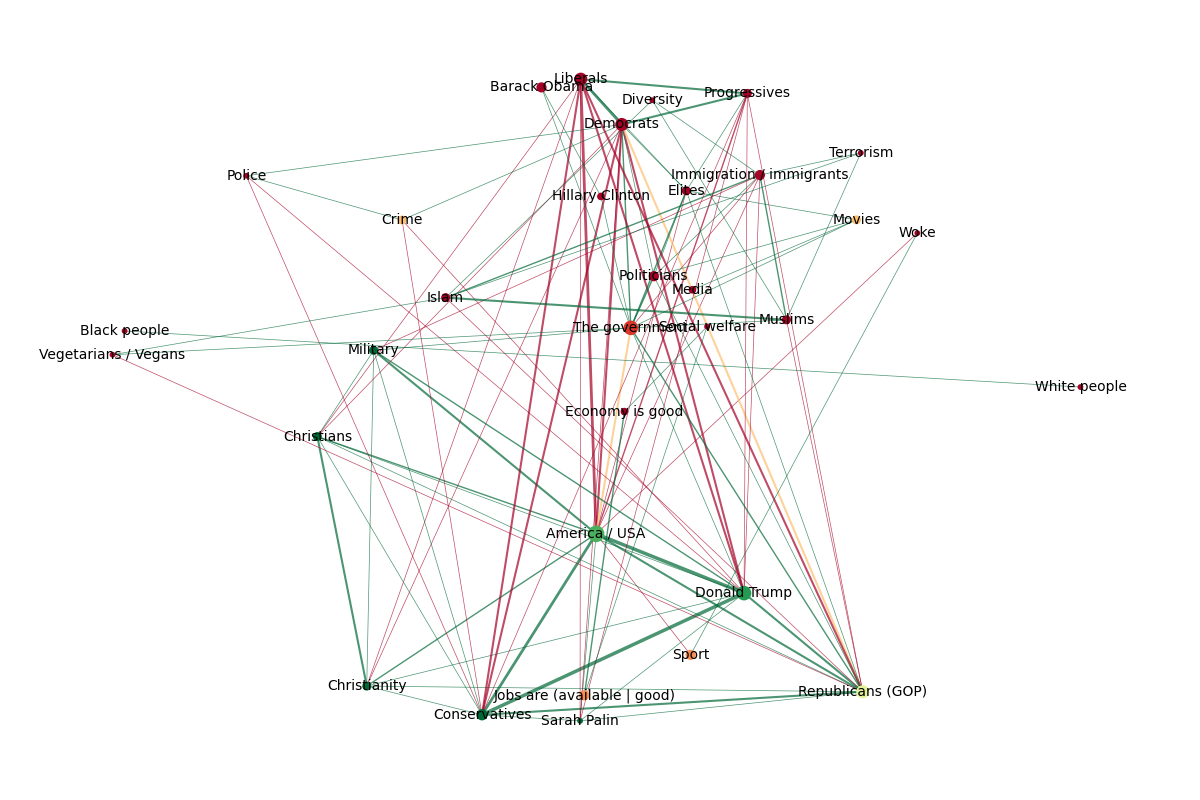 Liberals
Barack Obama
Progressives
Diversity
Democrats
Terrorism
Immigration / immigrants
Police
Elites
Hillary Clinton
Crime
Movies
Woke
Politicians
Media
Islam
Muslims
The government
Social welfare
Black people
Military
Vegetarians / Vegans
White people
Economy is good
Christians
America / USA
Donald Trump
Sport
Christianity
Republicans (GOP)
Jobs are (available | good)
Conservatives
Sarah Palin